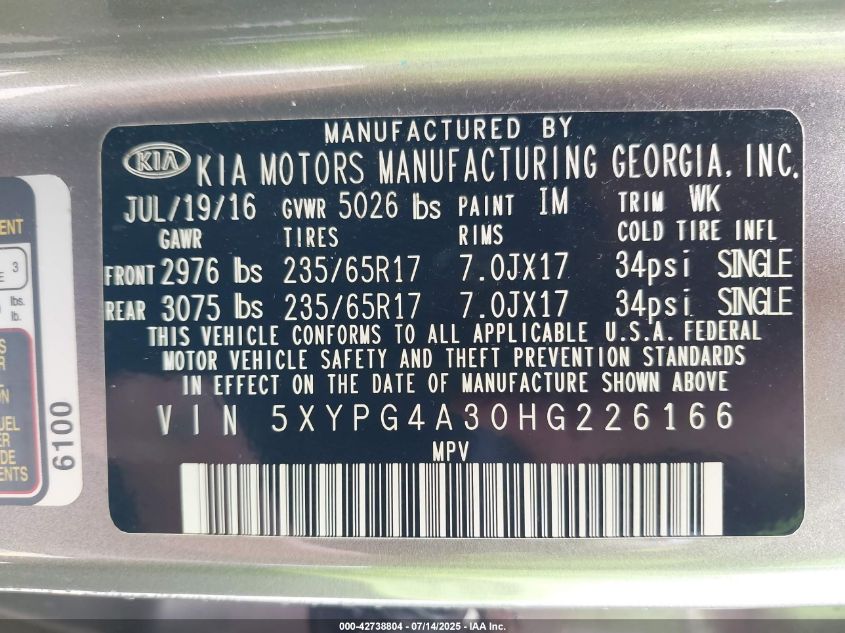 MANUFACTURED BY
KIA KIA MOTORS MANUFACTURING GEORGIA, INC.
JUL/19/16 GVWR 5026 lbs PAINT IM TRIM WK
GAWR TIRES RIMS COLD TIRE INFL
FRONT 2976 lbs 235/65R17 7.0JX17 34psi SINGLE
REAR 3075 lbs 235/65R17 7.0JX17 34psi SINGLE
THIS VEHICLE CONFORMS TO ALL APPLICABLE U.S.A. FEDERAL
MOTOR VEHICLE SAFETY AND THEFT PREVENTION STANDARDS
IN EFFECT ON THE DATE OF MANUFACTURE SHOWN ABOVE
VIN 5XYPG4A30HG226166
MPV
3
lbs.
lb.
6100
000-42738804 - 07/14/2025 - IAA Inc.